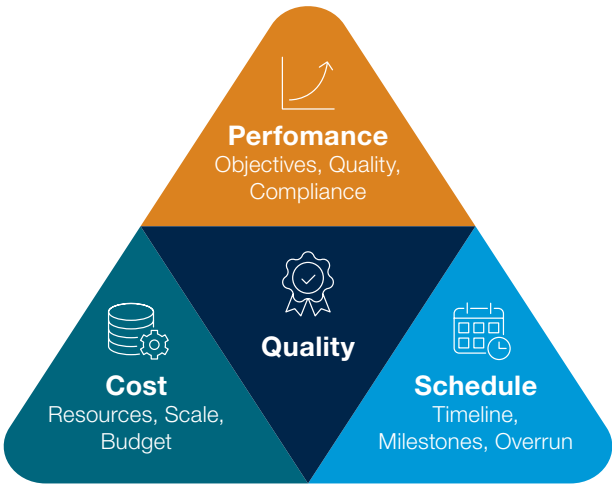 Perfomance
Objectives, Quality,
Compliance
Quality
Cost
Resources, Scale,
Budget
Schedule
Timeline,
Milestones, Overrun